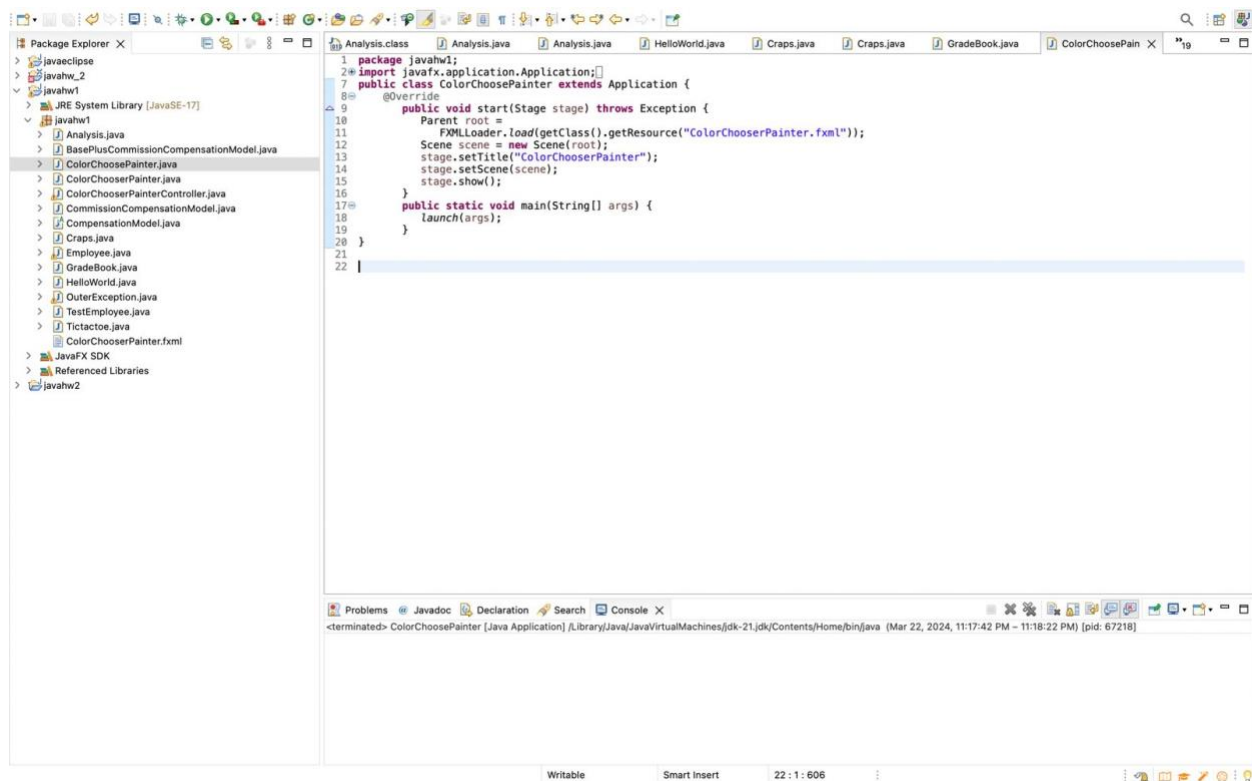 Package Explorer
javaeclipse
javahw_2
javahw1
JRE System Library [JavaSE-17]
javahw1
Analysis.java
BasePlusCommissionCompensationModel.java
ColorChoosePainter.java
ColorChooserPainter.java
ColorChooserPainterController.java
CommissionCompensationModel.java
CompensationModel.java
Craps.java
Employee.java
GradeBook.java
HelloWorld.java
OuterException.java
TestEmployee.java
Tictactoe.java
ColorChooserPainter.fxml
JavaFX SDK
Referenced Libraries
javahw2
Analysis.class Analysis.java Analysis.java HelloWorld.java Craps.java Craps.java GradeBook.java ColorChoosePain 19
1 package javahw1;
2 import javafx.application.Application;
7 public class ColorChoosePainter extends Application {
8 @Override
9 public void start(Stage stage) throws Exception {
10 Parent root =
11 FXMLLoader.load(getClass().getResource("ColorChooserPainter.fxml"));
12 Scene scene = new Scene(root);
13 stage.setTitle("ColorChooserPainter");
14 stage.setScene(scene);
15 stage.show();
16 }
17 public static void main(String[] args) {
18 launch(args);
19 }
20 }
21
22
Problems Javadoc Declaration Search Console
<terminated> ColorChoosePainter [Java Application] /Library/Java/JavaVirtualMachines/jdk-21.jdk/Contents/Home/bin/java (Mar 22, 2024, 11:17:42 PM – 11:18:22 PM) [pid: 67218]
Writable Smart Insert 22 : 1 : 606